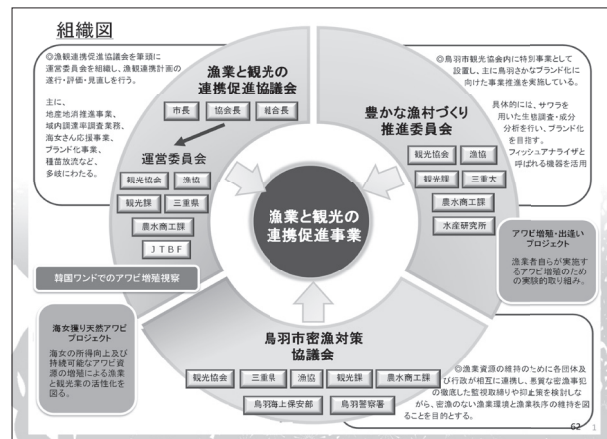 組織図
◎漁観連携促進協議会を筆頭に
運営委員会を組織し、漁観連携計画の
遂行・評価・見直しを行う。
主に、
地産地消推進事業、
域内調達率調査業務、
海女さん応援事業、
ブランド化事業、
種苗放流など、
多岐にわたる。
漁業と観光の
連携促進協議会
市長
協会長
組合長
運営委員会
観光協会
漁協
観光課
三重県
農水商工課
JTBF
韓国ワンドでのアワビ増殖視察
◎鳥羽市観光協会内に特別事業として
設置し、主に鳥羽さかなブランド化に
向けた事業推進を実施している。
具体的には、サワラを
用いた生態調査・成分
分析を行い、ブランド化
を目指す。
フィッシュアナライザと
呼ばれる機器を活用
豊かな漁村づくり
推進委員会
観光協会
漁協
観光課
三重大
農水商工課
水産研究所
アワビ増殖・出逢い
プロジェクト
漁業者自らが実施す
るアワビ増殖のため
の実験的取り組み。
漁業と観光の
連携促進事業
海女獲り天然アワビ
プロジェクト
海女の所得向上及び
持続可能なアワビ資
源の増殖による漁業
と観光業の活性化を
図る。
鳥羽市密漁対策
協議会
観光協会
三重県
漁協
観光課
農水商工課
鳥羽海上保安部
鳥羽警察署
◎漁業資源の維持のために各団体及
び行政が相互に連携し、悪質な密漁事犯
の徹底した監視取締りや抑止策を検討しな
がら、密漁のない漁業環境と漁業秩序の維持を図
ることを目的とする。
62
1